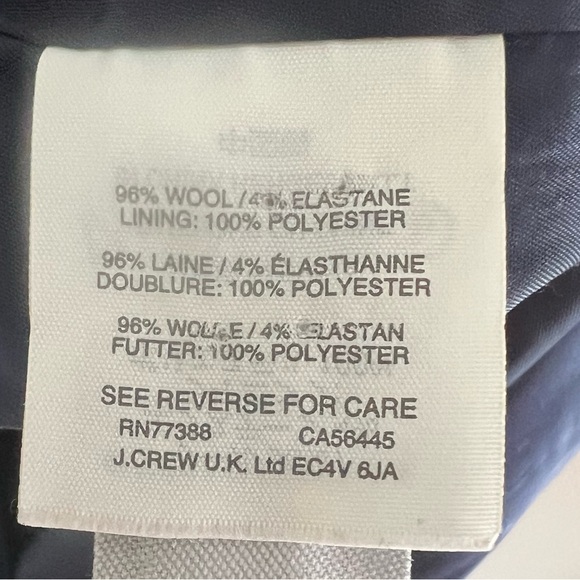 96% WOOL / 4% ELASTANE
LINING: 100% POLYESTER
96% LAINE / 4% ÉLASTHANNE
DOUBLURE: 100% POLYESTER
96% WOLLE / 4% ELASTAN
FUTTER: 100% POLYESTER
SEE REVERSE FOR CARE
RN77388 CA56445
J.CREW U.K. Ltd EC4V 6JA